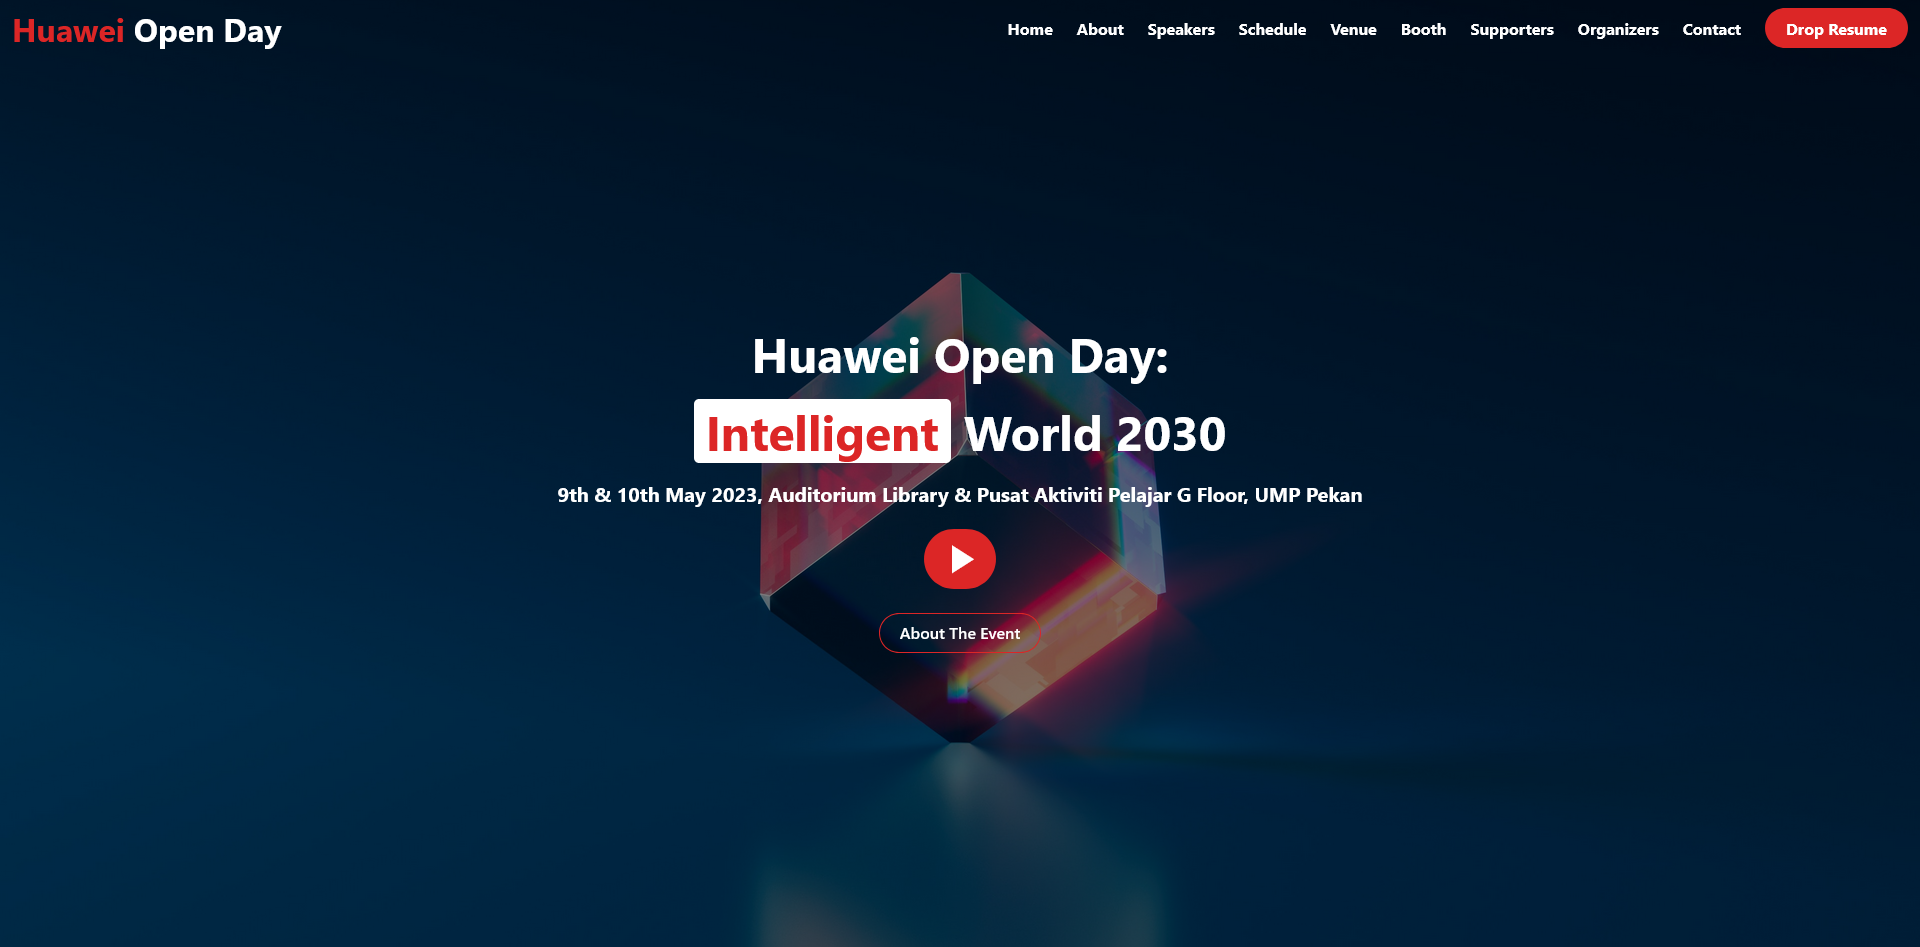 Huawei Open Day
Home About Speakers Schedule Venue Booth Supporters Organizers Contact Drop Resume
Huawei Open Day:
Intelligent World 2030
9th & 10th May 2023, Auditorium Library & Pusat Aktiviti Pelajar G Floor, UMP Pekan
About The Event